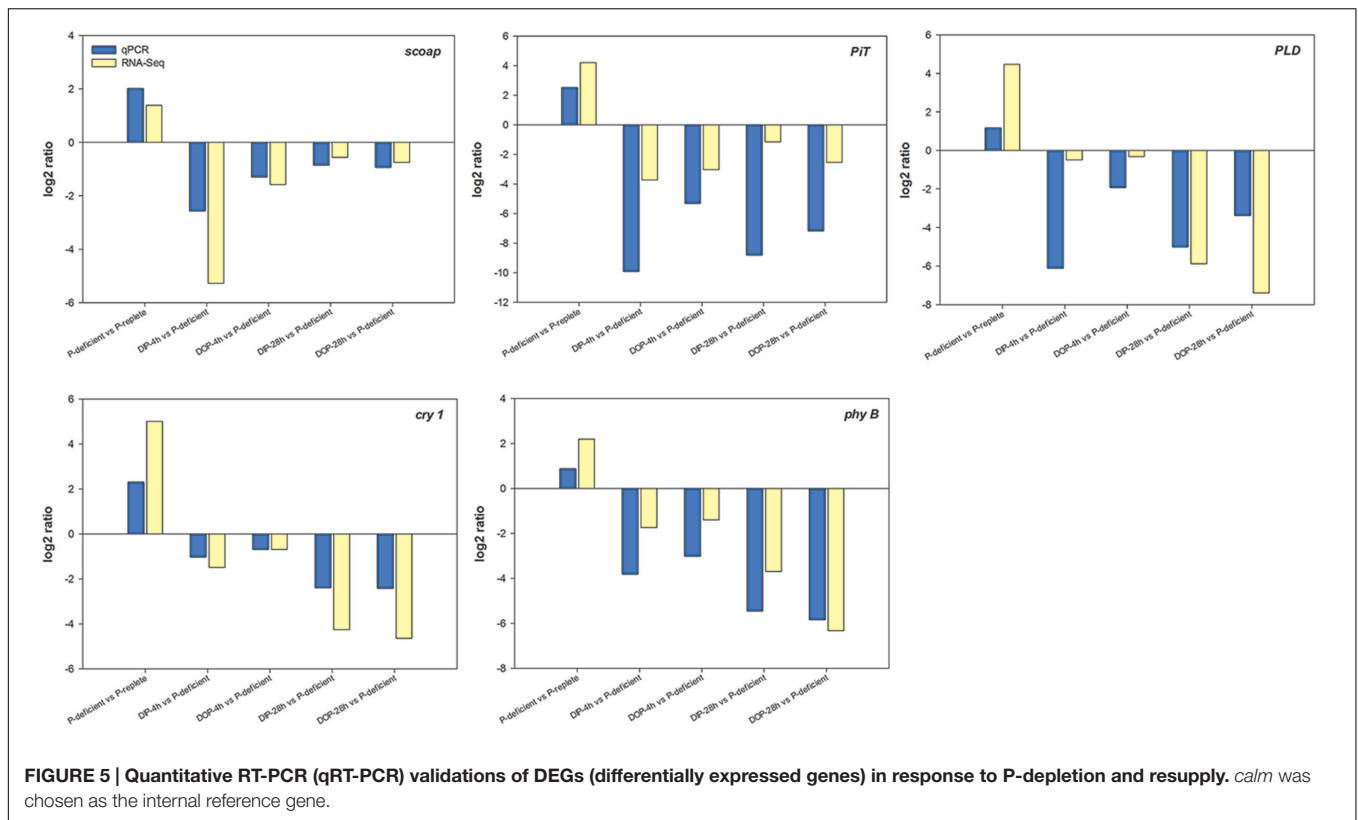 scoap
qPCR
RNA-Seq
log2 ratio
4
2
0
-2
-4
-6
P-deficient vs P-replete
DIP-4h vs P-deficient
DOP-4h vs P-deficient
DIP-28h vs P-deficient
DOP-28h vs P-deficient
PiT
log2 ratio
6
4
2
0
-2
-4
-6
-8
-10
-12
P-deficient vs P-replete
DIP-4h vs P-deficient
DOP-4h vs P-deficient
DIP-28h vs P-deficient
DOP-28h vs P-deficient
PLD
log2 ratio
6
4
2
0
-2
-4
-6
-8
P-deficient vs P-replete
DIP-4h vs P-deficient
DOP-4h vs P-deficient
DIP-28h vs P-deficient
DOP-28h vs P-deficient
cry 1
log2 ratio
6
4
2
0
-2
-4
-6
P-deficient vs P-replete
DIP-4h vs P-deficient
DOP-4h vs P-deficient
DIP-28h vs P-deficient
DOP-28h vs P-deficient
phy B
log2 ratio
4
2
0
-2
-4
-6
-8
P-deficient vs P-replete
DIP-4h vs P-deficient
DOP-4h vs P-deficient
DIP-28h vs P-deficient
DOP-28h vs P-deficient
FIGURE 5 | Quantitative RT-PCR (qRT-PCR) validations of DEGs (differentially expressed genes) in response to P-depletion and resupply. calm was
chosen as the internal reference gene.